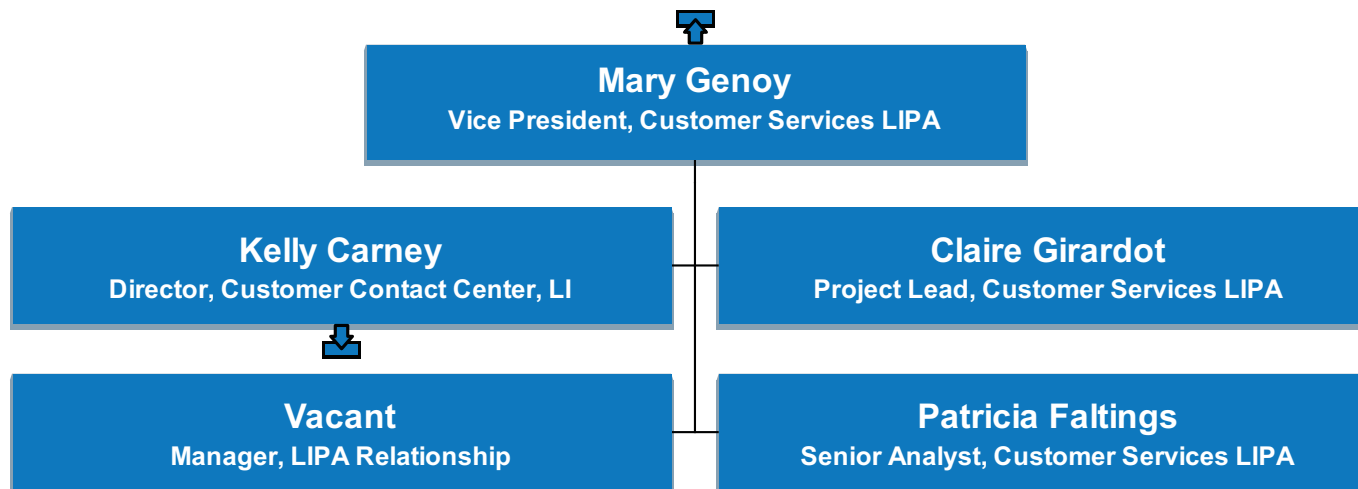 Mary Genoy
Vice President, Customer Services LIPA
Kelly Carney
Director, Customer Contact Center, LI
Claire Girardot
Project Lead, Customer Services LIPA
Vacant
Manager, LIPA Relationship
Patricia Faltings
Senior Analyst, Customer Services LIPA